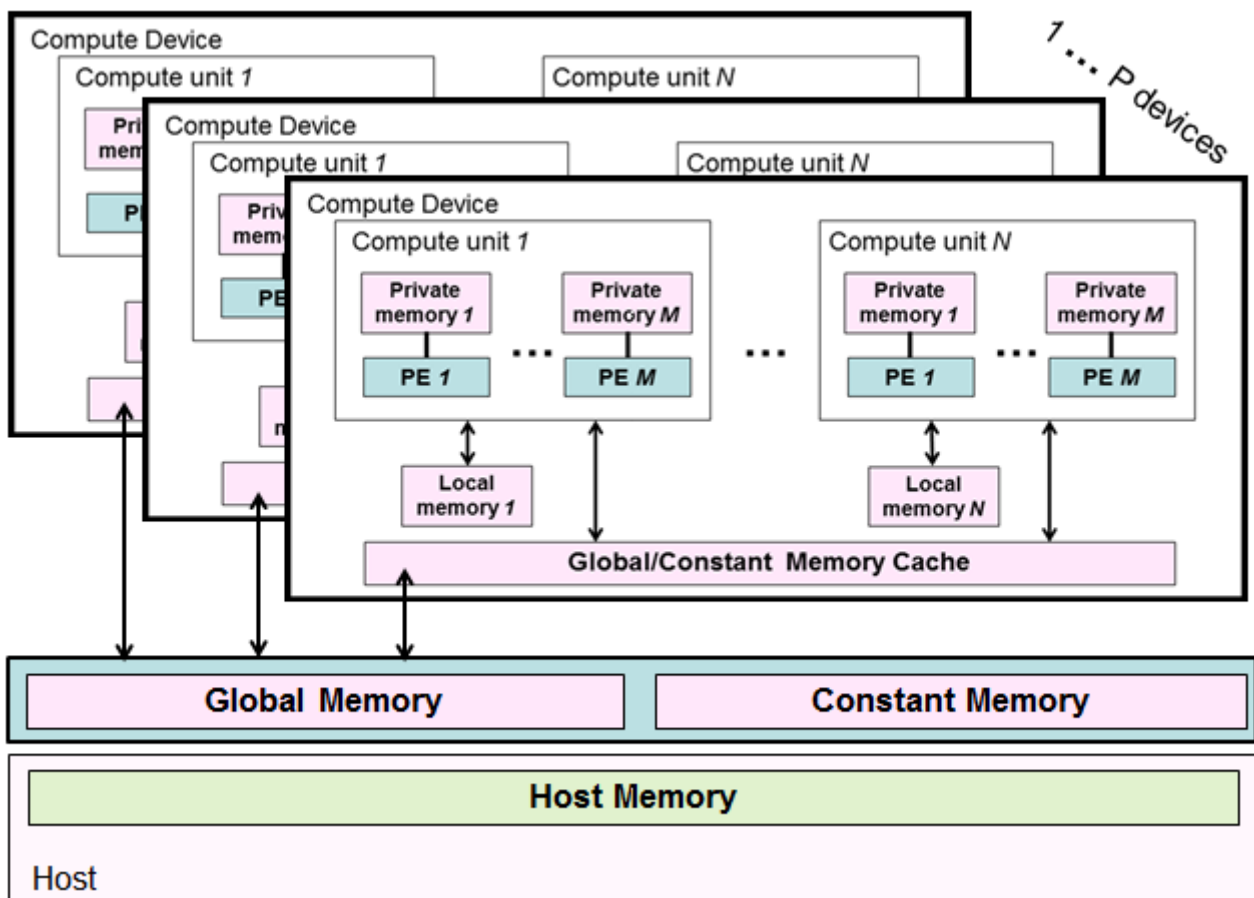 Compute Device
Compute unit 1
Compute unit N
1 ... P devices
Compute Device
Compute unit 1
Compute unit N
Compute Device
Compute unit 1
Compute unit N
Private
memory 1
Private
memory M
Private
memory 1
Private
memory M
...
...
...
PE 1
PE M
PE 1
PE M
Local
memory 1
Local
memory N
Global/Constant Memory Cache
Global Memory
Constant Memory
Host Memory
Host